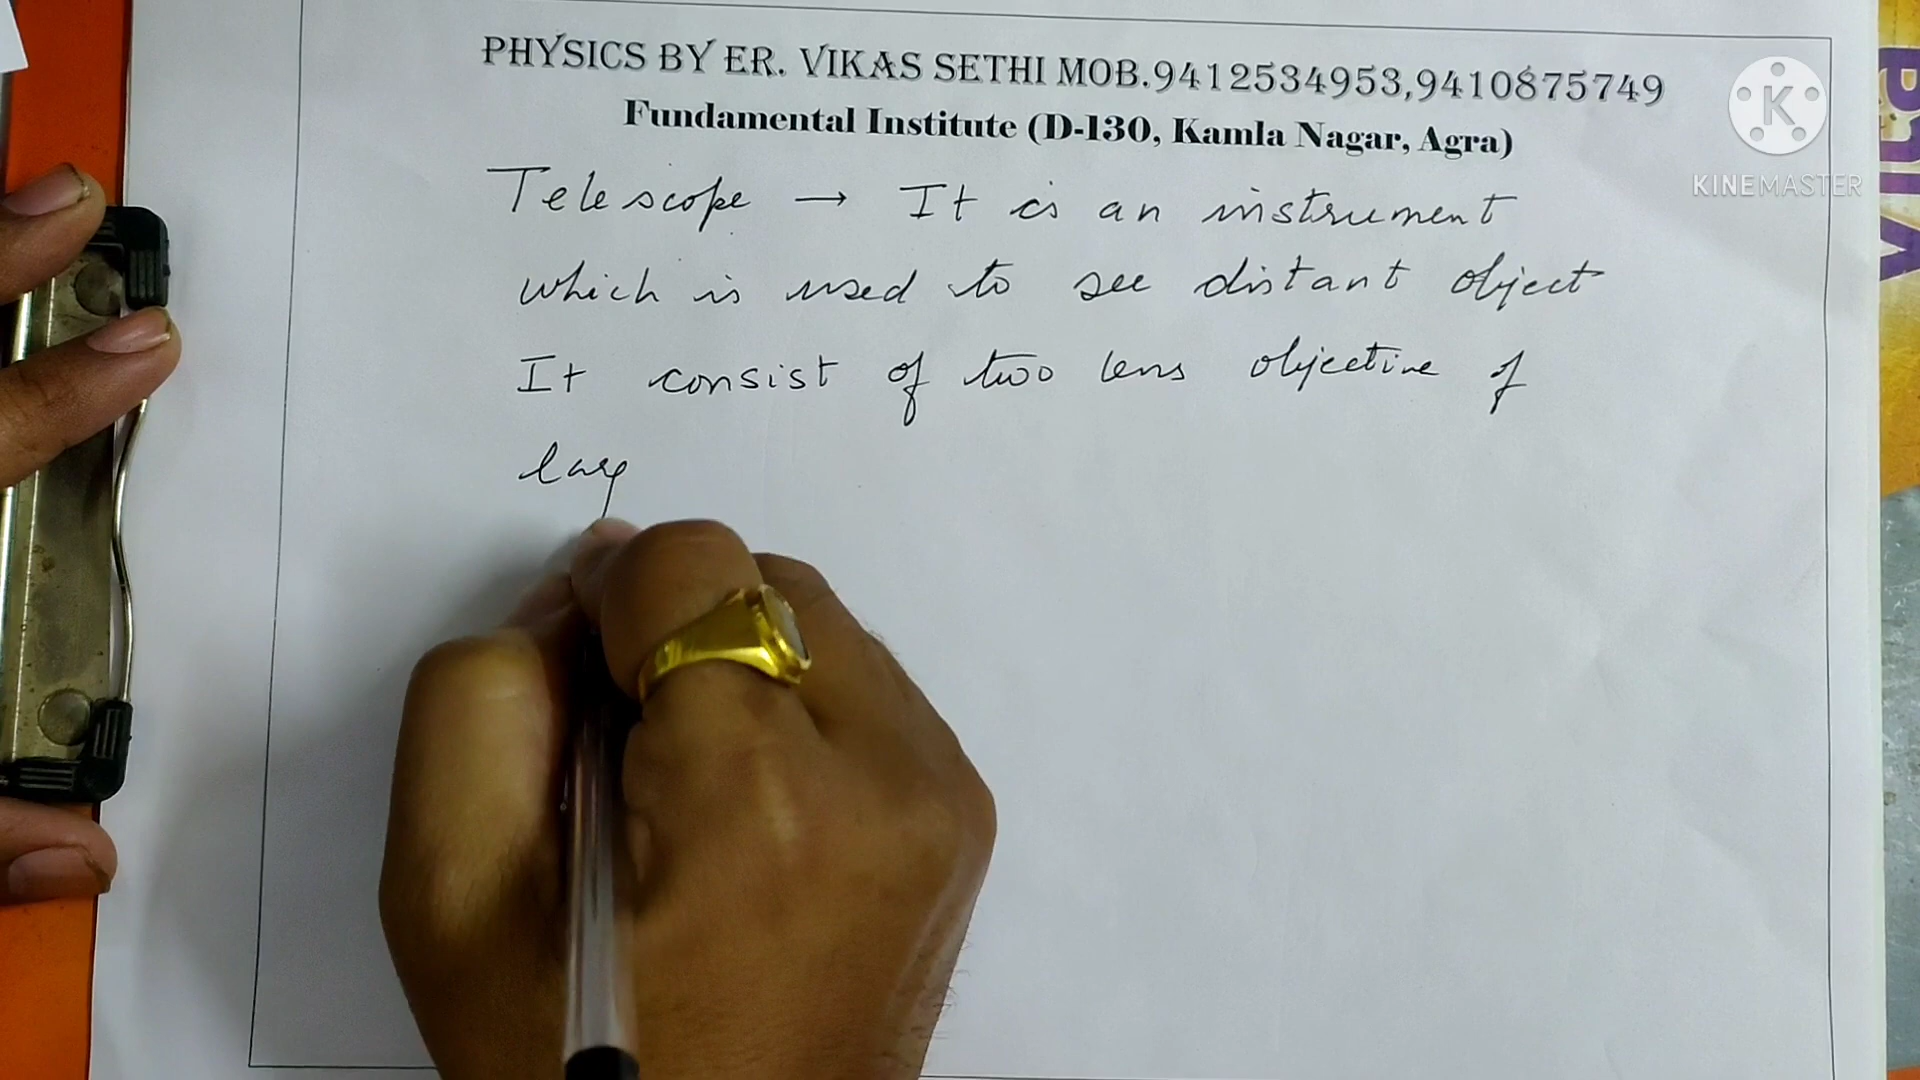 PHYSICS BY ER. VIKAS SETHI MOB.9412534953,9410875749
Fundamental Institute (D-130, Kamla Nagar, Agra)
KINEMASTER
Telescope → It is an instrument
which is used to see distant object
It consist of two lens objective of
larg